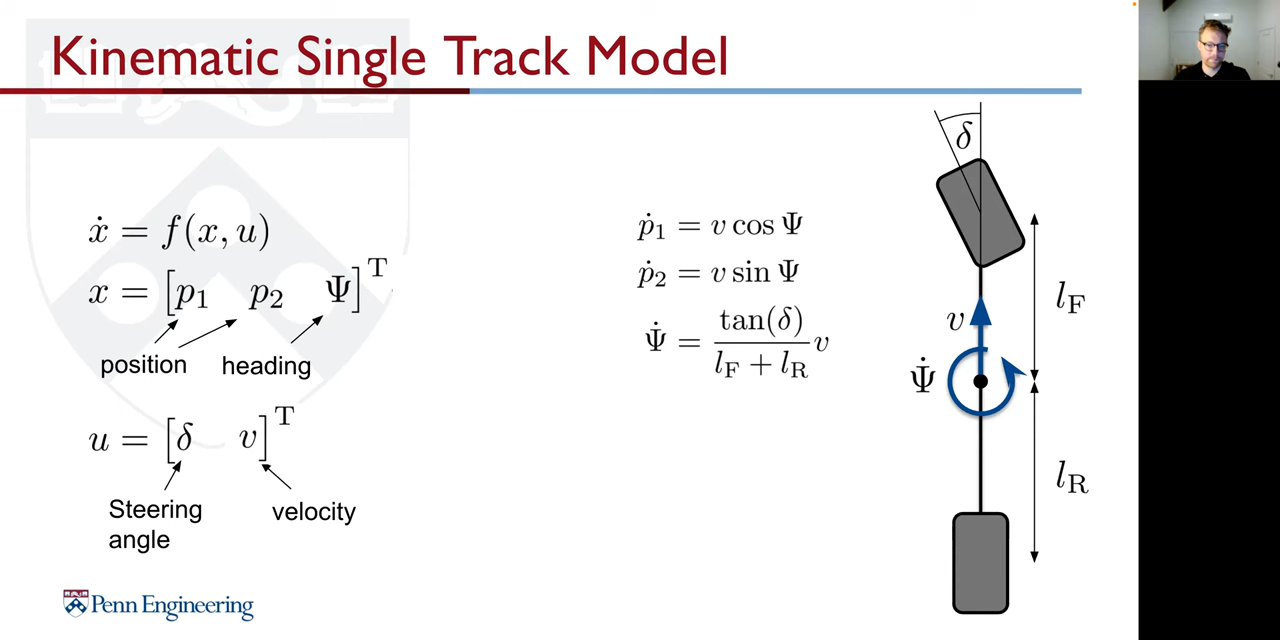 Kinematic Single Track Model
ẋ = f(x, u)
x = [p₁ p₂ Ψ]ᵀ
position heading
u = [δ v]ᵀ
Steering angle
velocity
ṗ₁ = v cos Ψ
ṗ₂ = v sin Ψ
Ψ̇ = tan(δ) / (l_F + l_R) v
δ
l_F
v
Ψ̇
l_R
Penn Engineering